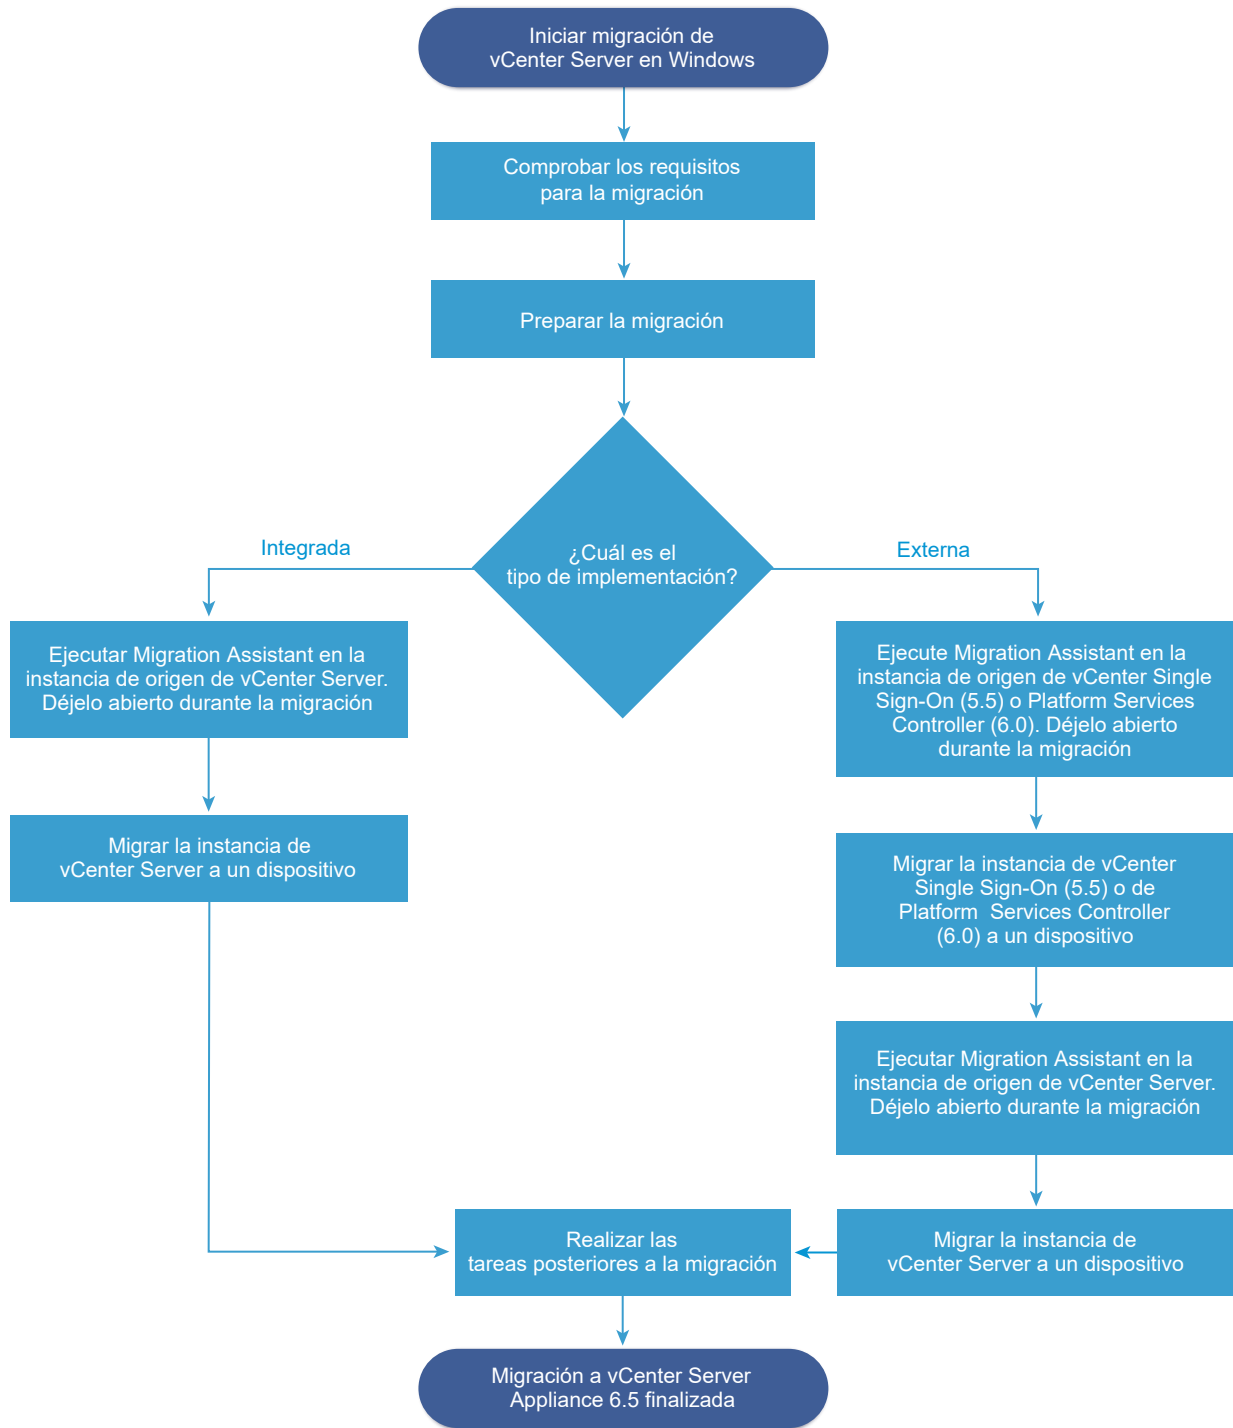 Iniciar migración de
vCenter Server en Windows
Comprobar los requisitos
para la migración
Preparar la migración
¿Cuál es el
tipo de implementación?
Integrada
Externa
Ejecutar Migration Assistant en la
instancia de origen de vCenter Server.
Déjelo abierto durante la migración
Migrar la instancia de
vCenter Server a un dispositivo
Ejecute Migration Assistant en la
instancia de origen de vCenter Single
Sign-On (5.5) o Platform Services
Controller (6.0). Déjelo abierto
durante la migración
Migrar la instancia de vCenter
Single Sign-On (5.5) o de
Platform  Services Controller
(6.0) a un dispositivo
Ejecutar Migration Assistant en la
instancia de origen de vCenter Server.
Déjelo abierto durante la migración
Migrar la instancia de
vCenter Server a un dispositivo
Realizar las
tareas posteriores a la migración
Migración a vCenter Server
Appliance 6.5 finalizada